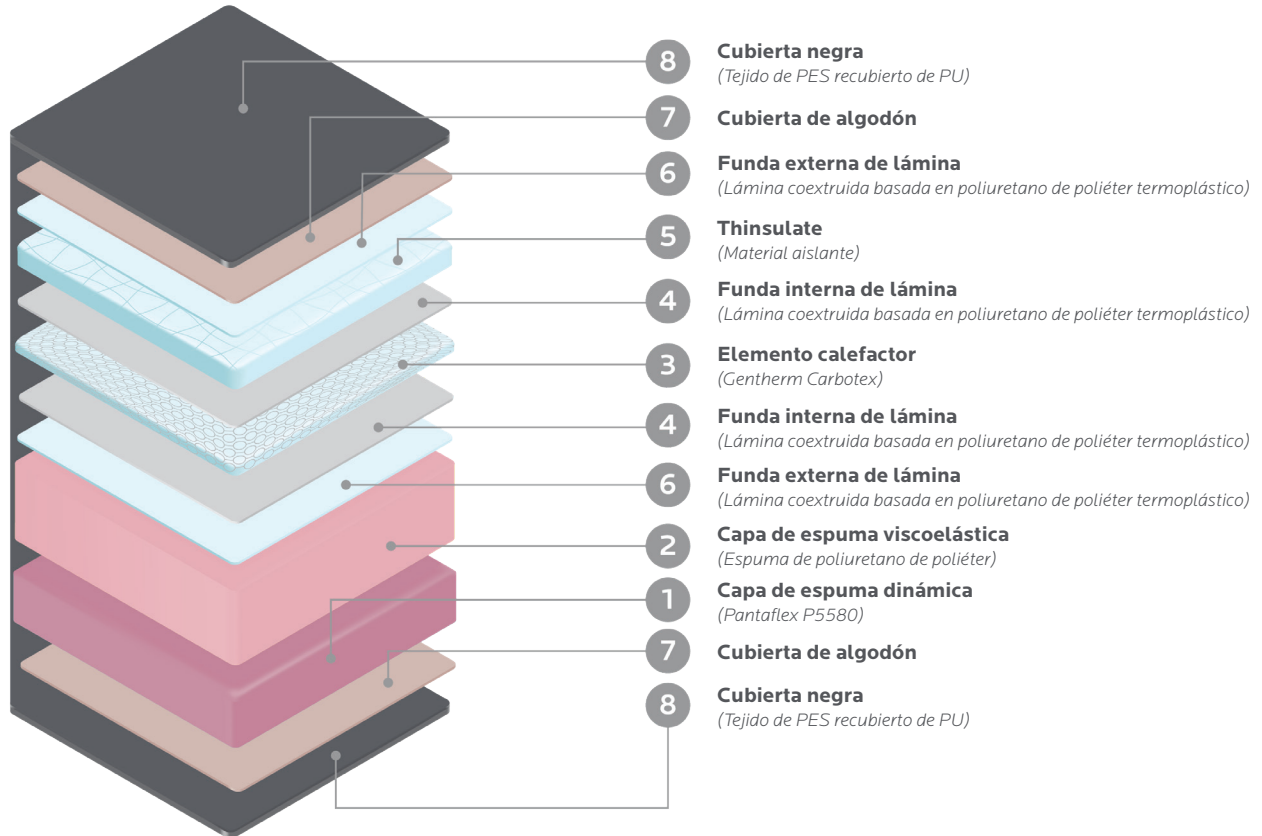 8
Cubierta negra
(Tejido de PES recubierto de PU)
7
Cubierta de algodón
6
Funda externa de lámina
(Lámina coextruida basada en poliuretano de poliéter termoplástico)
5
Thinsulate
(Material aislante)
4
Funda interna de lámina
(Lámina coextruida basada en poliuretano de poliéter termoplástico)
3
Elemento calefactor
(Gentherm Carbotex)
4
Funda interna de lámina
(Lámina coextruida basada en poliuretano de poliéter termoplástico)
6
Funda externa de lámina
(Lámina coextruida basada en poliuretano de poliéter termoplástico)
2
Capa de espuma viscoelástica
(Espuma de poliuretano de poliéter)
1
Capa de espuma dinámica
(Pantaflex P5580)
7
Cubierta de algodón
8
Cubierta negra
(Tejido de PES recubierto de PU)